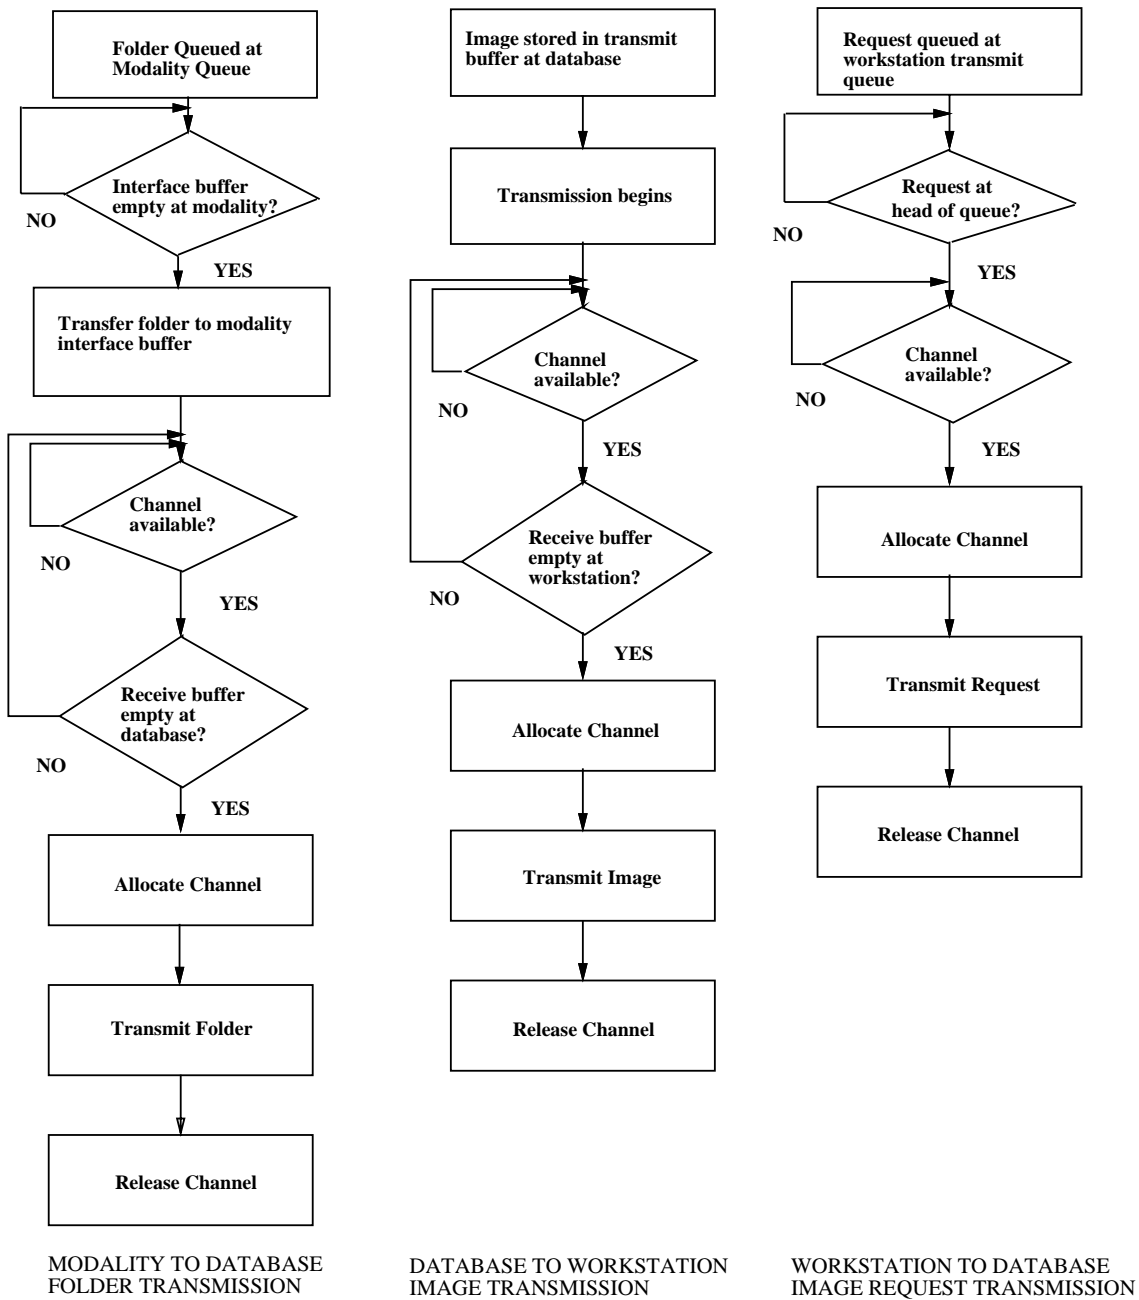 Folder Queued at
Modality Queue
Interface buffer
empty at modality?
NO
YES
Transfer folder to modality
interface buffer
Channel
available?
NO
YES
Receive buffer
empty at
database?
NO
YES
Allocate Channel
Transmit Folder
Release Channel
MODALITY TO DATABASE
FOLDER TRANSMISSION
Image stored in transmit
buffer at database
Transmission begins
Channel
available?
NO
YES
Receive buffer
empty at
workstation?
NO
YES
Allocate Channel
Transmit Image
Release Channel
DATABASE TO WORKSTATION
IMAGE TRANSMISSION
Request queued at
workstation transmit
queue
Request at
head of queue?
NO
YES
Channel
available?
NO
YES
Allocate Channel
Transmit Request
Release Channel
WORKSTATION TO DATABASE
IMAGE REQUEST TRANSMISSION